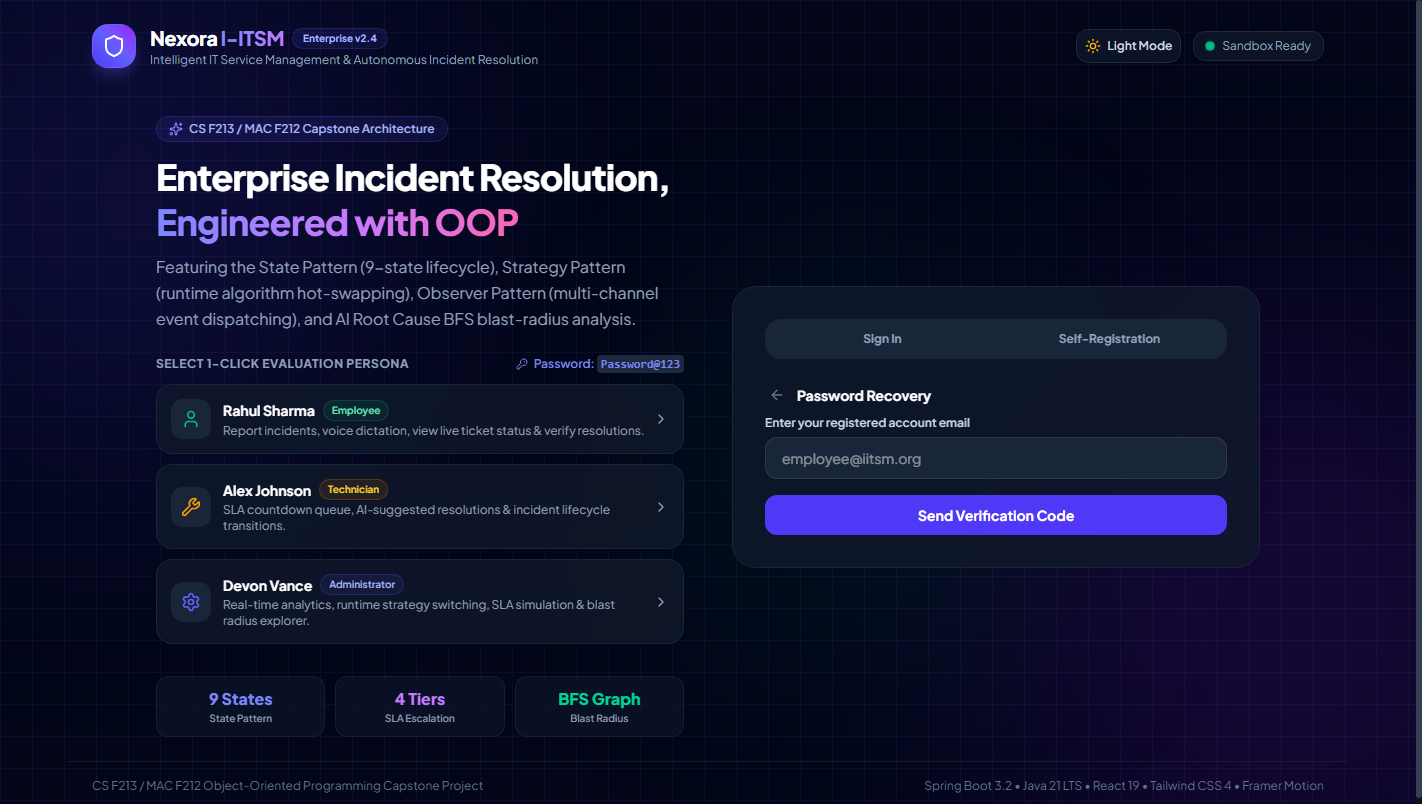 Nexora I-ITSM Enterprise v2.4
Intelligent IT Service Management & Autonomous Incident Resolution
Light Mode
Sandbox Ready
CS F213 / MAC F212 Capstone Architecture
Enterprise Incident Resolution,
Engineered with OOP
Featuring the State Pattern (9-state lifecycle), Strategy Pattern
(runtime algorithm hot-swapping), Observer Pattern (multi-channel
event dispatching), and AI Root Cause BFS blast-radius analysis.
SELECT 1-CLICK EVALUATION PERSONA
Password: Password@123
Rahul Sharma Employee
Report incidents, voice dictation, view live ticket status & verify resolutions.
Alex Johnson Technician
SLA countdown queue, AI-suggested resolutions & incident lifecycle
transitions.
Devon Vance Administrator
Real-time analytics, runtime strategy switching, SLA simulation & blast
radius explorer.
9 States
State Pattern
4 Tiers
SLA Escalation
BFS Graph
Blast Radius
Sign In
Self-Registration
Password Recovery
Enter your registered account email
employee@iitsm.org
Send Verification Code
CS F213 / MAC F212 Object-Oriented Programming Capstone Project
Spring Boot 3.2 • Java 21 LTS • React 19 • Tailwind CSS 4 • Framer Motion